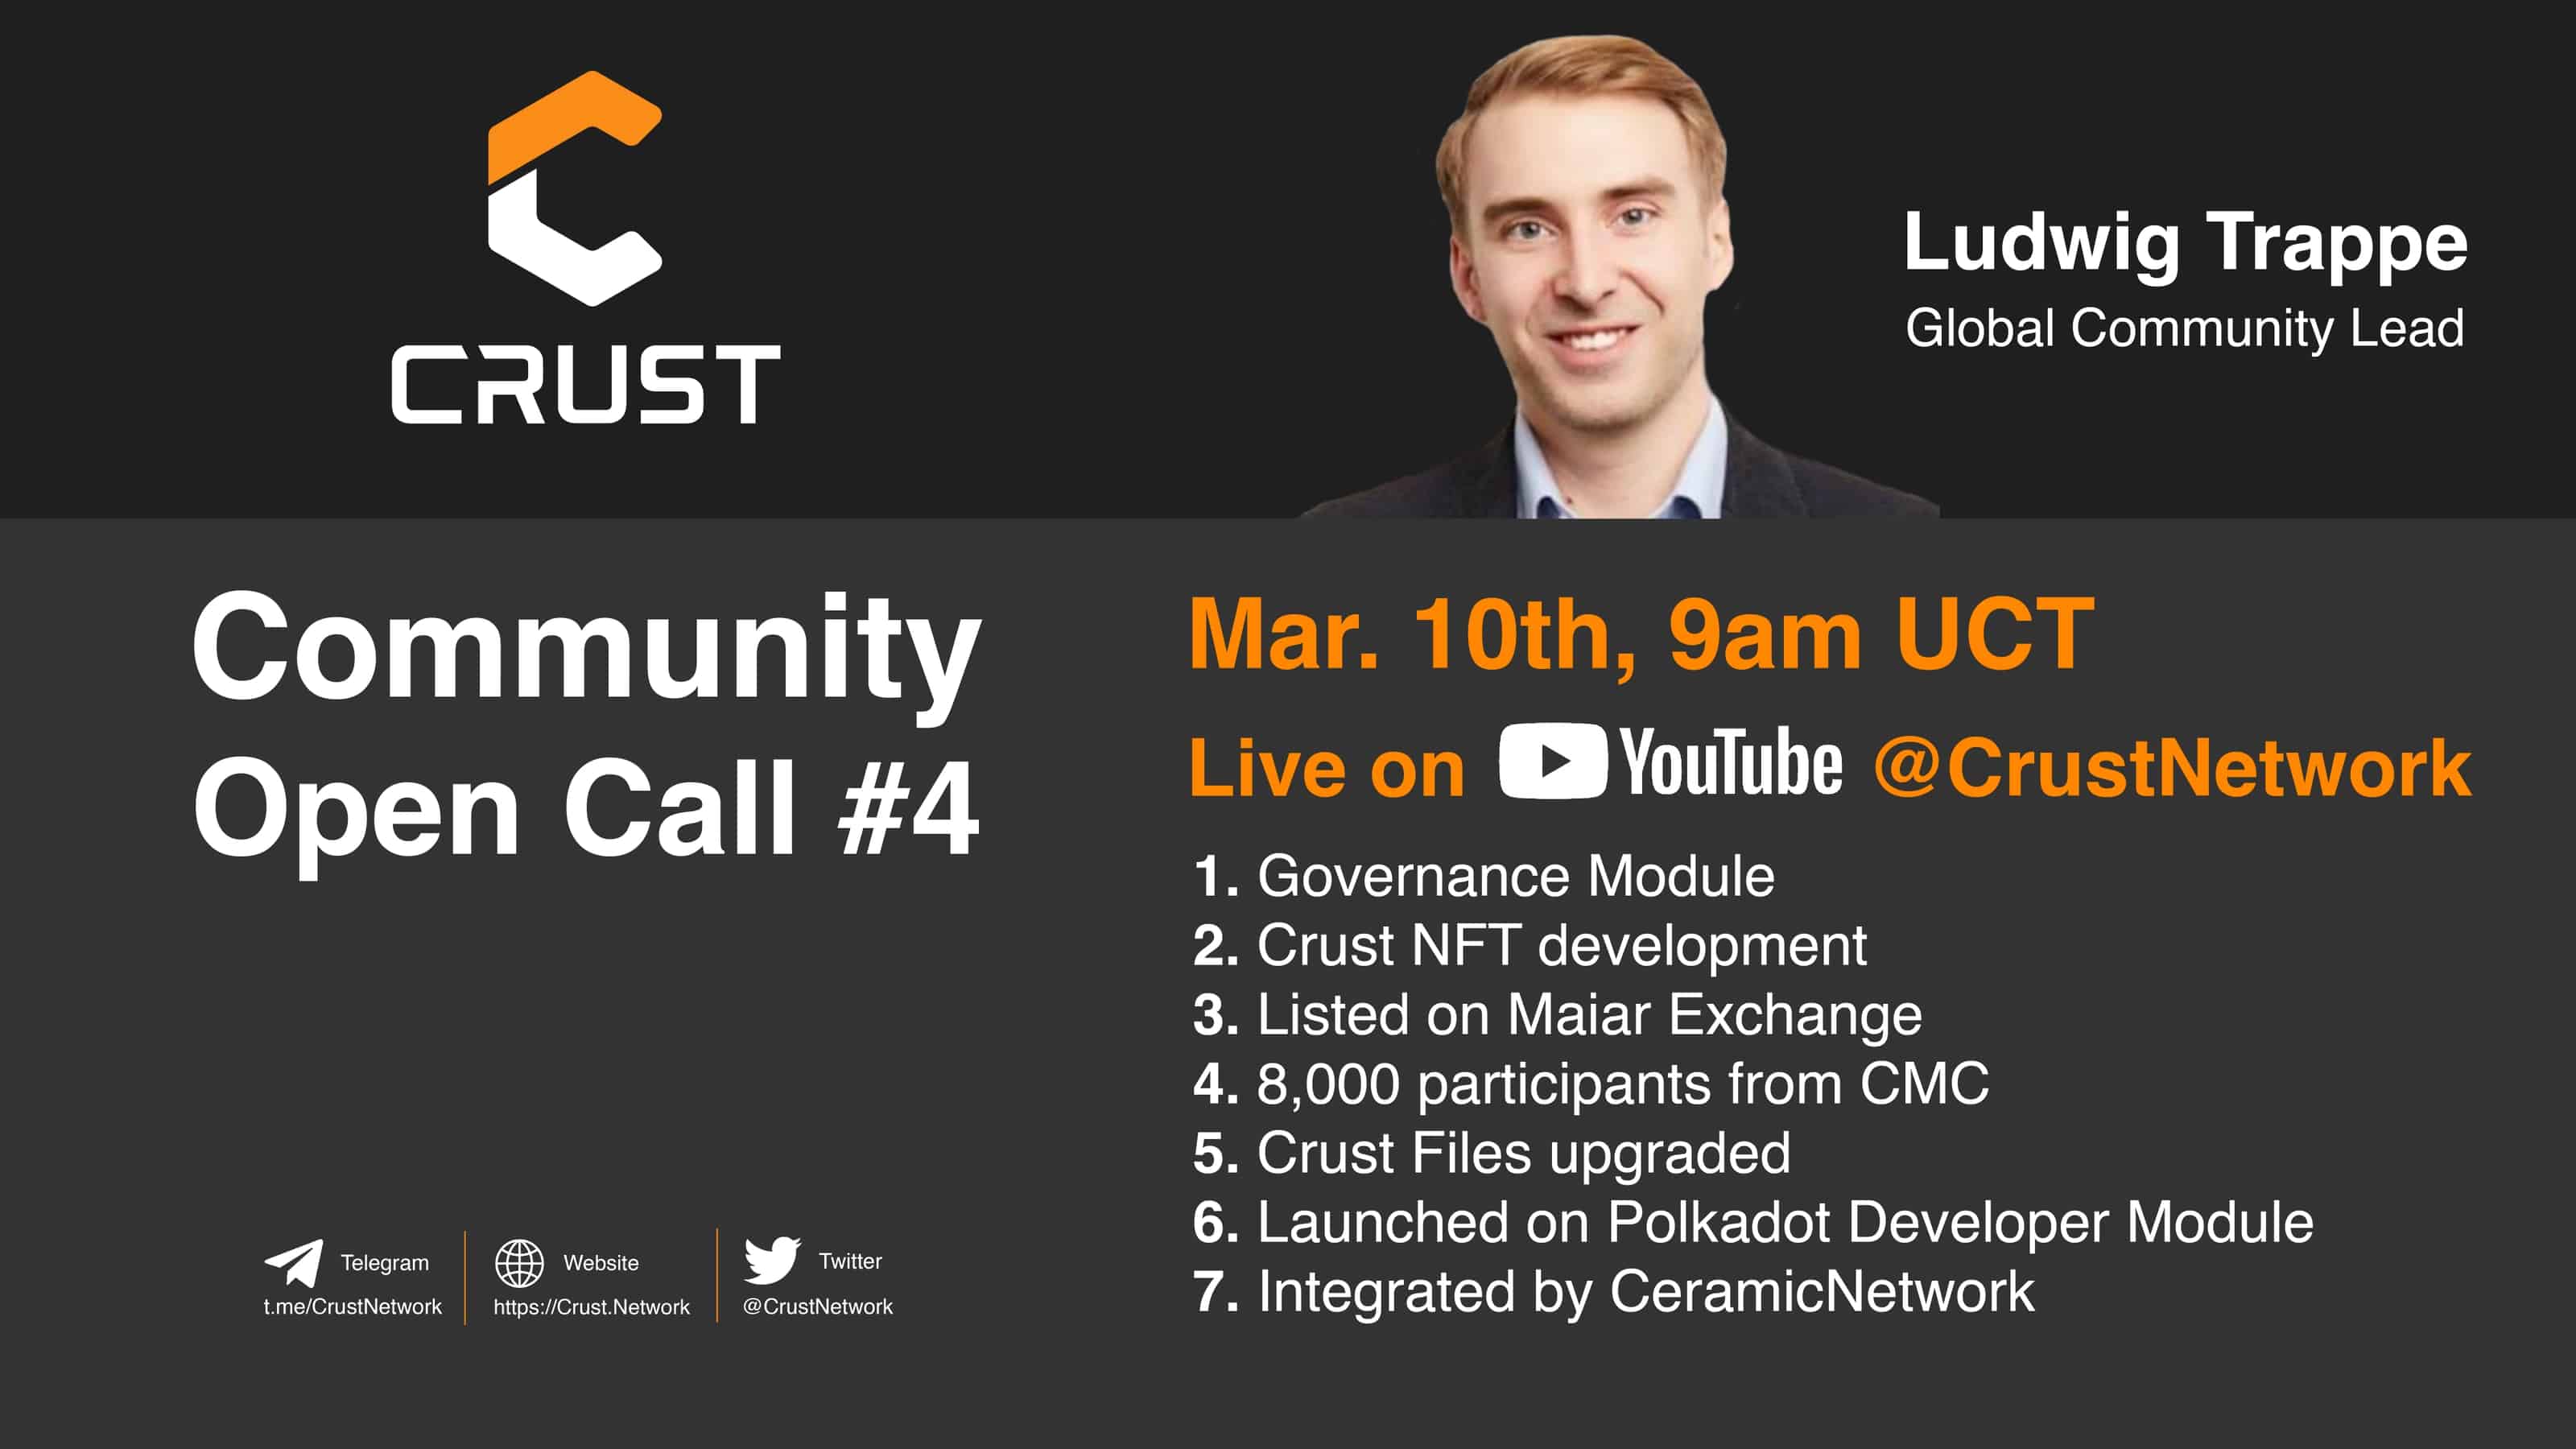 CRUST
Ludwig Trappe
Global Community Lead
Community
Open Call #4
Mar. 10th, 9am UCT
Live on YouTube @CrustNetwork
1. Governance Module
2. Crust NFT development
3. Listed on Maiar Exchange
4. 8,000 participants from CMC
5. Crust Files upgraded
6. Launched on Polkadot Developer Module
7. Integrated by CeramicNetwork
Telegram
t.me/CrustNetwork
Website
https://Crust.Network
Twitter
@CrustNetwork